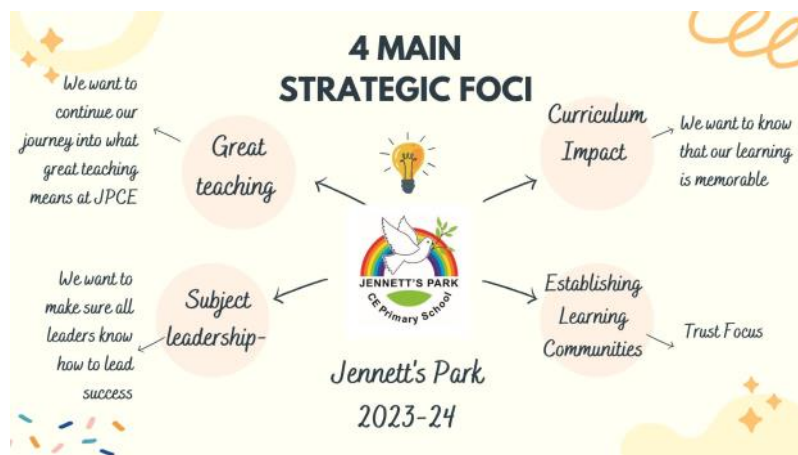 4 MAIN
STRATEGIC FOCI
We want to
continue our
journey into what
great teaching
means at JPCE
Great
teaching
Curriculum
Impact
We want to know
that our learning
is memorable
JENNETT'S PARK
CE Primary School
We want to
make sure all
leaders know
how to lead
success
Subject
leadership-
Establishing
Learning
Communities
Trust Focus
Jennett's Park
2023-24